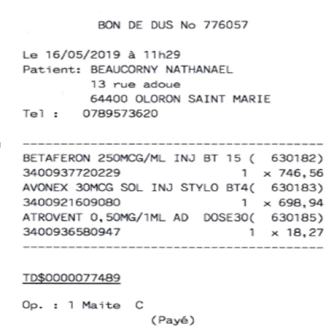 BON DE DUS No 776057
Le 16/05/2019 à 11h29
Patient: BEAUCORNY NATHANAEL
13 rue adoue
64400 OLORON SAINT MARIE
Tel : 0789573620
BETAFERON 250MCG/ML INJ BT 15 ( 630182)
3400937720229 1 x 746,56
AVONEX 30MCG SOL INJ STYLO BT4( 630183)
3400921609080 1 x 698,94
ATROVENT 0,50MG/1ML AD DOSE30( 630185)
3400936580947 1 x 18,27
TD$0000077489
Op. : 1 Maite C
(Payé)